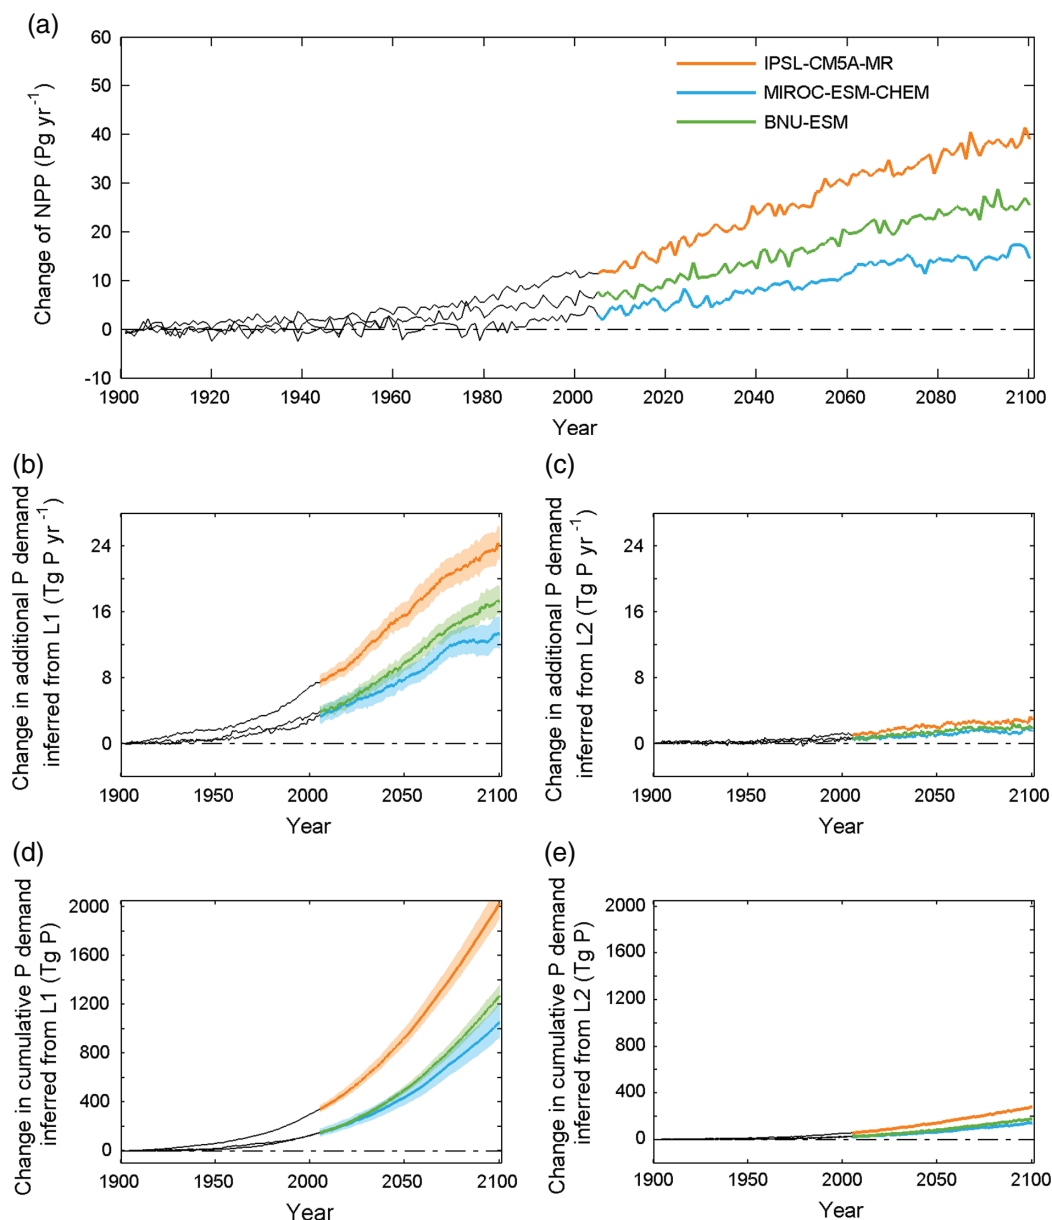 (a)
Change of NPP (Pg yr⁻¹)
60
50
40
30
20
10
0
-10
IPSL-CM5A-MR
MIROC-ESM-CHEM
BNU-ESM
1900 1920 1940 1960 1980 2000 2020 2040 2060 2080 2100
Year
(b)
Change in additional P demand
inferred from L1 (Tg P yr⁻¹)
24
16
8
0
1900 1950 2000 2050 2100
Year
(c)
Change in additional P demand
inferred from L2 (Tg P yr⁻¹)
24
16
8
0
1900 1950 2000 2050 2100
Year
(d)
Change in cumulative P demand
inferred from L1 (Tg P)
2000
1600
1200
800
400
0
1900 1950 2000 2050 2100
Year
(e)
Change in cumulative P demand
inferred from L2 (Tg P)
2000
1600
1200
800
400
0
1900 1950 2000 2050 2100
Year